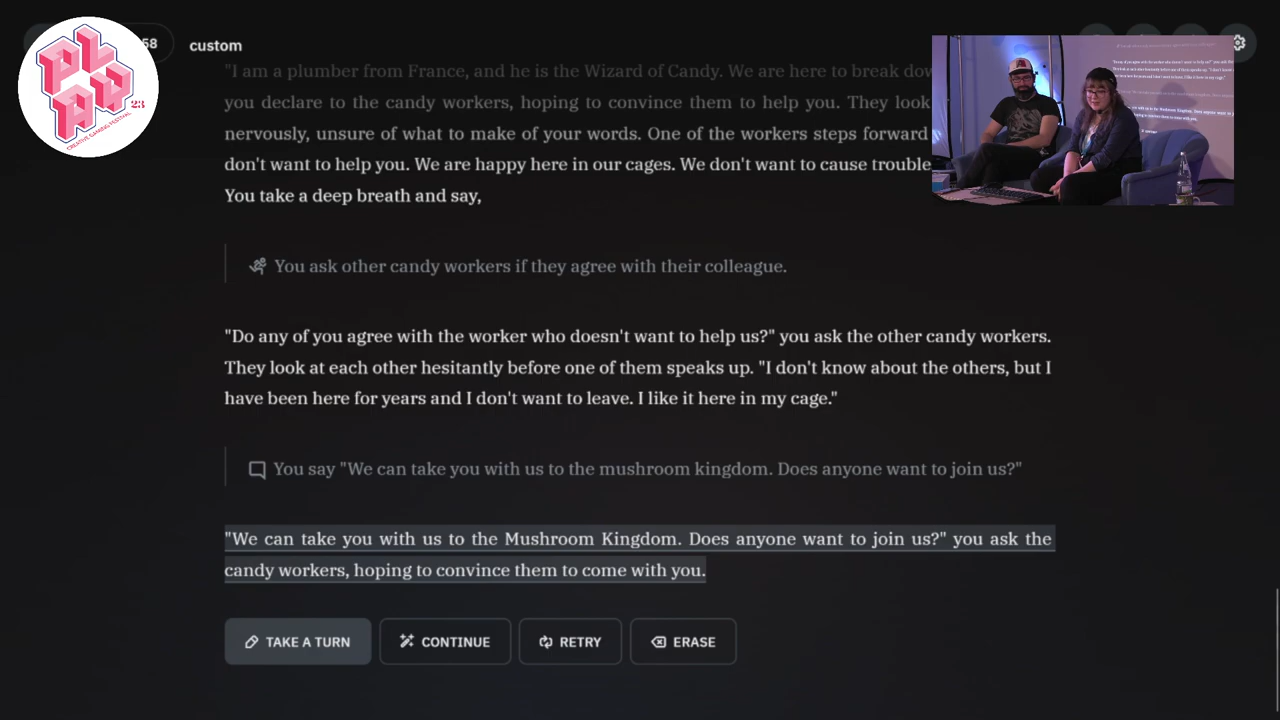 PLAY
23
CREATIVE GAMING FESTIVAL
58
custom
"I am a plumber from France, and he is the Wizard of Candy. We are here to break
you declare to the candy workers, hoping to convince them to help you. They look
nervously, unsure of what to make of your words. One of the workers steps forward
don't want to help you. We are happy here in our cages. We don't want to cause trouble
You take a deep breath and say,
You ask other candy workers if they agree with their colleague.
"Do any of you agree with the worker who doesn't want to help us?" you ask the other candy workers.
They look at each other hesitantly before one of them speaks up. "I don't know about the others, but I
have been here for years and I don't want to leave. I like it here in my cage."
You say "We can take you with us to the mushroom kingdom. Does anyone want to join us?"
"We can take you with us to the Mushroom Kingdom. Does anyone want to join us?" you ask the
candy workers, hoping to convince them to come with you.
TAKE A TURN
CONTINUE
RETRY
ERASE